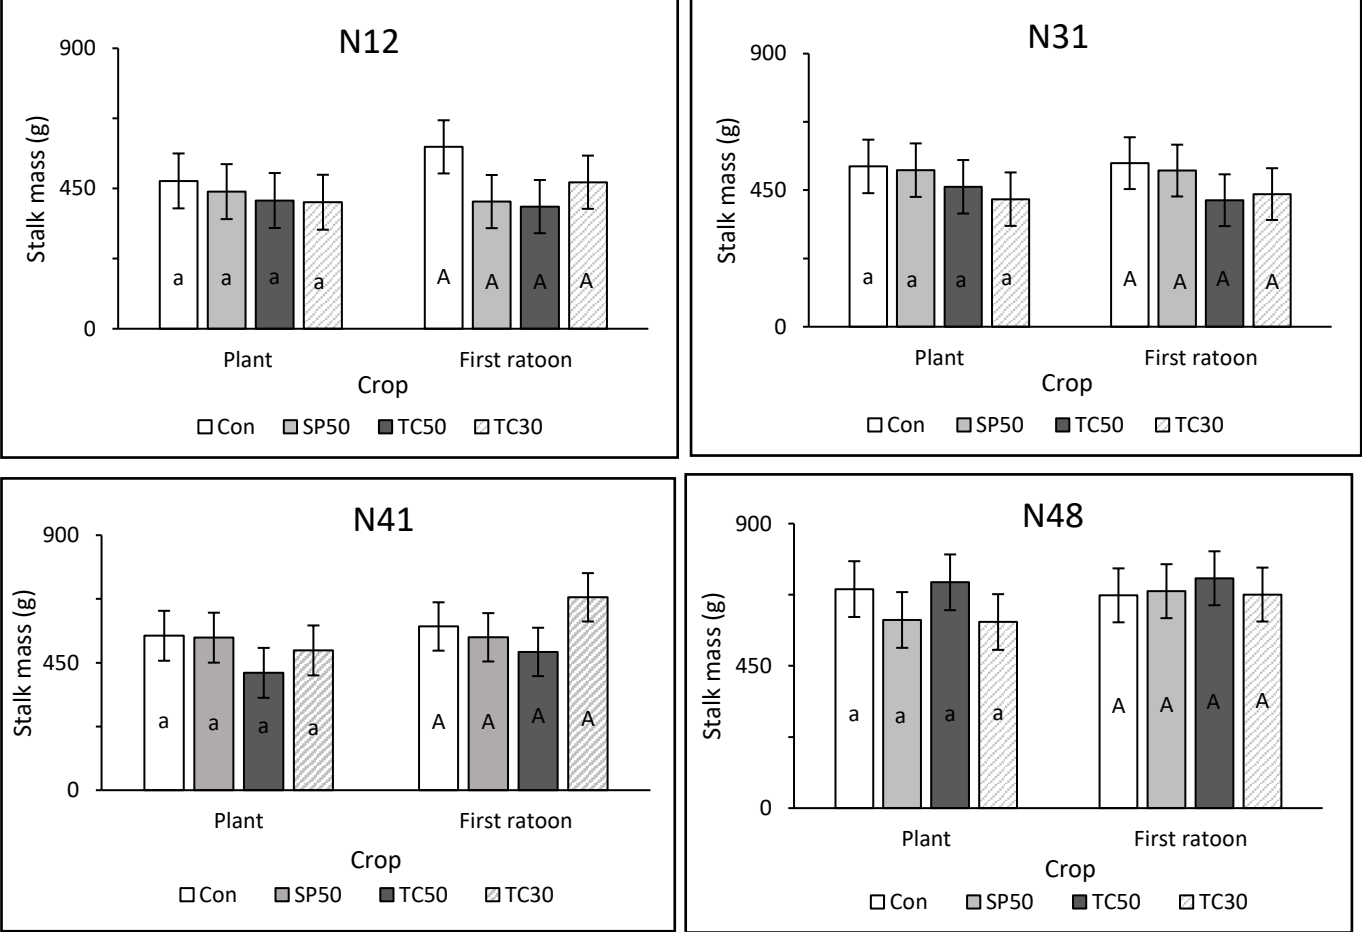 N12
900
450
0
Stalk mass (g)
a a a a A A A A
Plant First ratoon
Crop
Con SP50 TC50 TC30
N31
900
450
0
Stalk mass (g)
a a a a A A A A
Plant First ratoon
Crop
Con SP50 TC50 TC30
N41
900
450
0
Stalk mass (g)
a a a a A A A A
Plant First ratoon
Crop
Con SP50 TC50 TC30
N48
900
450
0
Stalk mass (g)
a a a a A A A A
Plant First ratoon
Crop
Con SP50 TC50 TC30